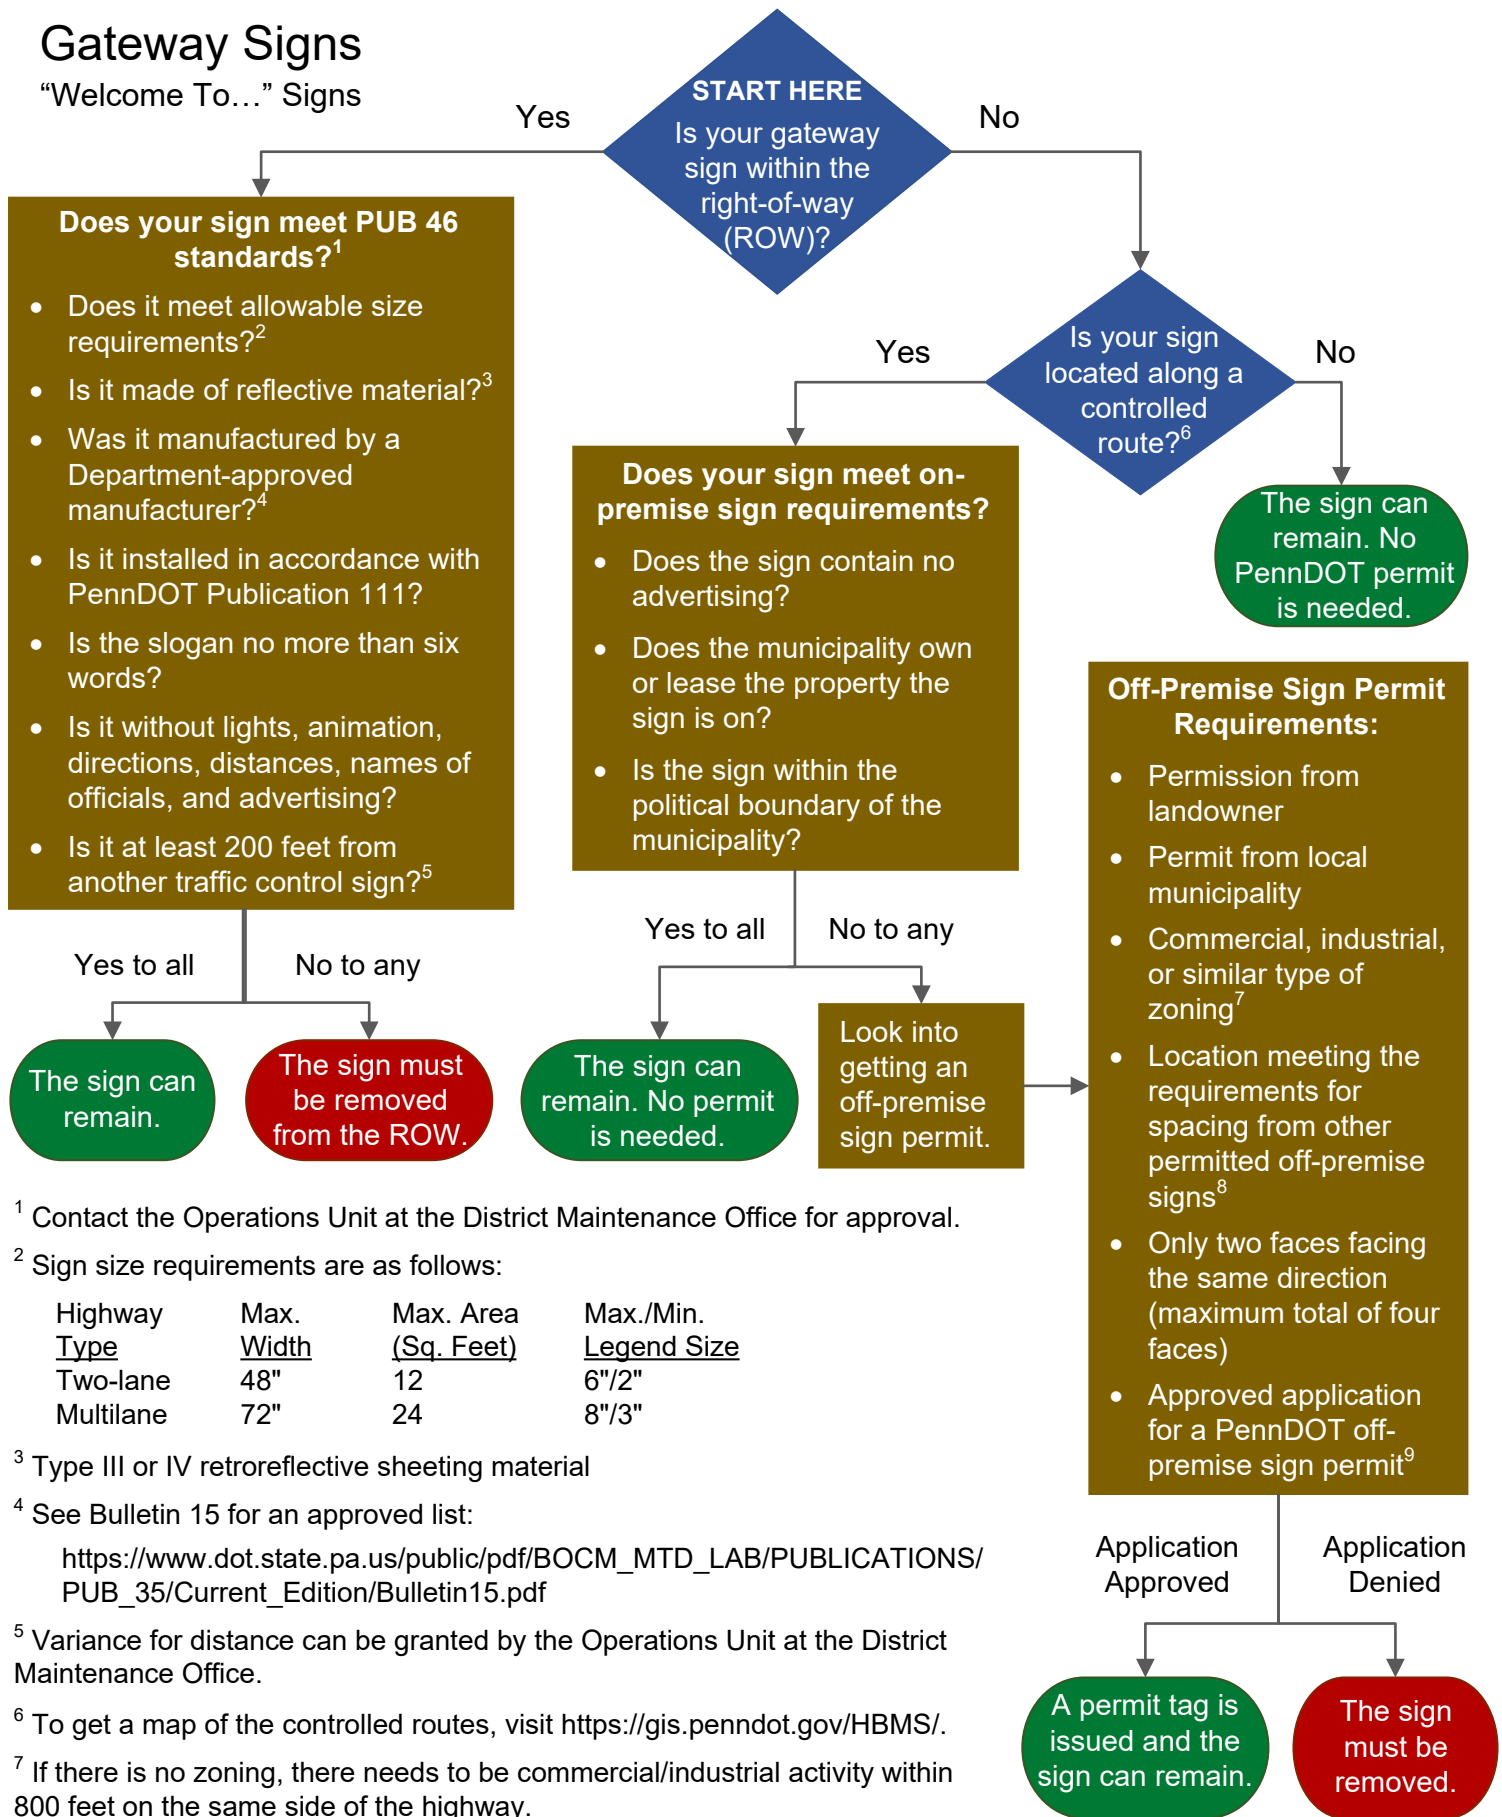 Gateway Signs
“Welcome To…” Signs
START HERE
Is your gateway
sign within the
right-of-way
(ROW)?
Yes
No
Does your sign meet PUB 46
standards?1
• Does it meet allowable size
requirements?2
• Is it made of reflective material?3
• Was it manufactured by a
Department-approved
manufacturer?4
• Is it installed in accordance with
PennDOT Publication 111?
• Is the slogan no more than six
words?
• Is it without lights, animation,
directions, distances, names of
officials, and advertising?
• Is it at least 200 feet from
another traffic control sign?5
Yes to all
No to any
The sign can
remain.
The sign must
be removed
from the ROW.
Is your sign
located along a
controlled
route?6
Yes
No
The sign can
remain. No
PennDOT permit
is needed.
Does your sign meet on-
premise sign requirements?
• Does the sign contain no
advertising?
• Does the municipality own
or lease the property the
sign is on?
• Is the sign within the
political boundary of the
municipality?
Yes to all
No to any
The sign can
remain. No permit
is needed.
Look into
getting an
off-premise
sign permit.
Off-Premise Sign Permit
Requirements:
• Permission from
landowner
• Permit from local
municipality
• Commercial, industrial,
or similar type of
zoning7
• Location meeting the
requirements for
spacing from other
permitted off-premise
signs8
• Only two faces facing
the same direction
(maximum total of four
faces)
• Approved application
for a PennDOT off-
premise sign permit9
Application
Approved
Application
Denied
A permit tag is
issued and the
sign can remain.
The sign
must be
removed.
1 Contact the Operations Unit at the District Maintenance Office for approval.
2 Sign size requirements are as follows:
Highway Max. Max. Area Max./Min.
Type Width (Sq. Feet) Legend Size
Two-lane 48" 12 6"/2"
Multilane 72" 24 8"/3"
3 Type III or IV retroreflective sheeting material
4 See Bulletin 15 for an approved list:
https://www.dot.state.pa.us/public/pdf/BOCM_MTD_LAB/PUBLICATIONS/
PUB_35/Current_Edition/Bulletin15.pdf
5 Variance for distance can be granted by the Operations Unit at the District
Maintenance Office.
6 To get a map of the controlled routes, visit https://gis.penndot.gov/HBMS/.
7 If there is no zoning, there needs to be commercial/industrial activity within
800 feet on the same side of the highway.